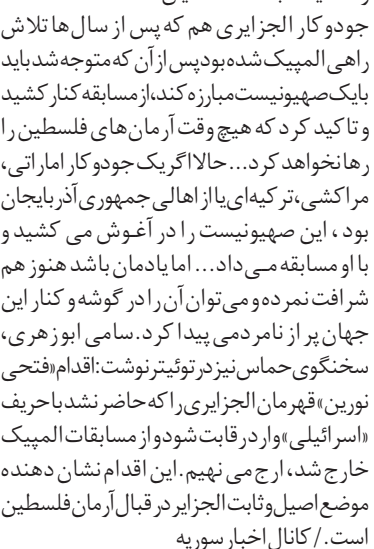 جودو کار الجزایری هم که پس از سال ها تلاش
راهی المپیک شده بود پس از آن که متوجه شد باید
با یک صهیونیست مبارزه کند، از مسابقه کنار کشید
و تاکید کرد که هیچ وقت آرمان های فلسطین را
رها نخواهد کرد... حالا اگر یک جودو کار اماراتی،
مراکشی، ترکیه ای یا از اهالی جمهوری آذربایجان
بود ، این صهیونیست را در آغوش می کشید و
با او مسابقه می داد... اما یادمان باشد هنوز هم
شرافت نمرده و می توان آن را در گوشه و کنار این
جهان پر از نامردمی پیدا کرد. سامی ابوزهری،
سخنگوی حماس نیز در توئیتر نوشت: اقدام «فتحی
نورین» قهرمان الجزایری را که حاضر نشد با حریف
«اسرائیلی» وارد رقابت شود و از مسابقات المپیک
خارج شد، ارج می نهیم. این اقدام نشان دهنده
موضع اصیل و ثابت الجزایر در قبال آرمان فلسطین
است. / کانال اخبار سوریه